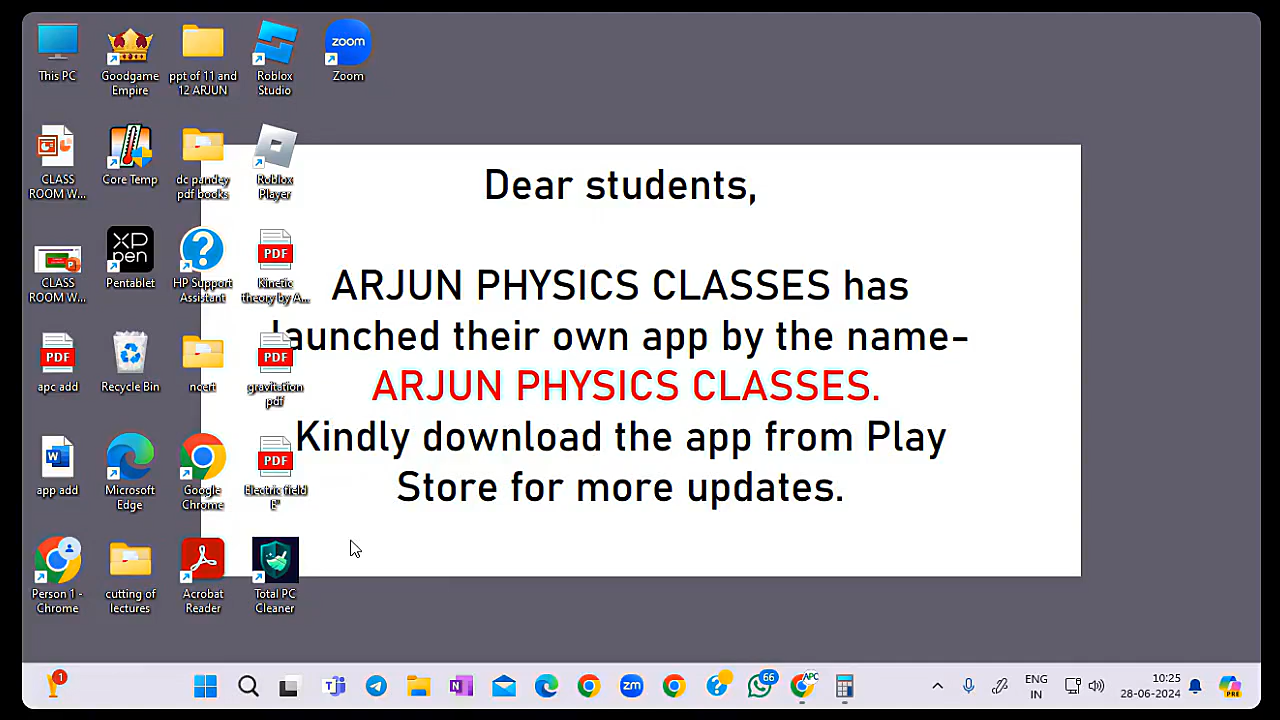 This PC
Goodgame
Empire
ppt of 11 and
12 ARJUN
Roblox
Studio
zoom
Zoom
CLASS
ROOM W...
Core Temp
dc pandey
pdf books
Roblox
Player
CLASS
ROOM W...
XP
pen
Pentablet
HP Support
Assistant
PDF
Kinetic
theory by A...
PDF
apc add
Recycle Bin
ncert
PDF
gravitation
pdf
app add
Microsoft
Edge
Google
Chrome
PDF
Electric field
E'
Person 1 -
Chrome
cutting of
lectures
Acrobat
Reader
Total PC
Cleaner
Dear students,
ARJUN PHYSICS CLASSES has
launched their own app by the name-
ARJUN PHYSICS CLASSES.
Kindly download the app from Play
Store for more updates.
1
zm
66
APC
ENG
IN
10:25
28-06-2024
PRE